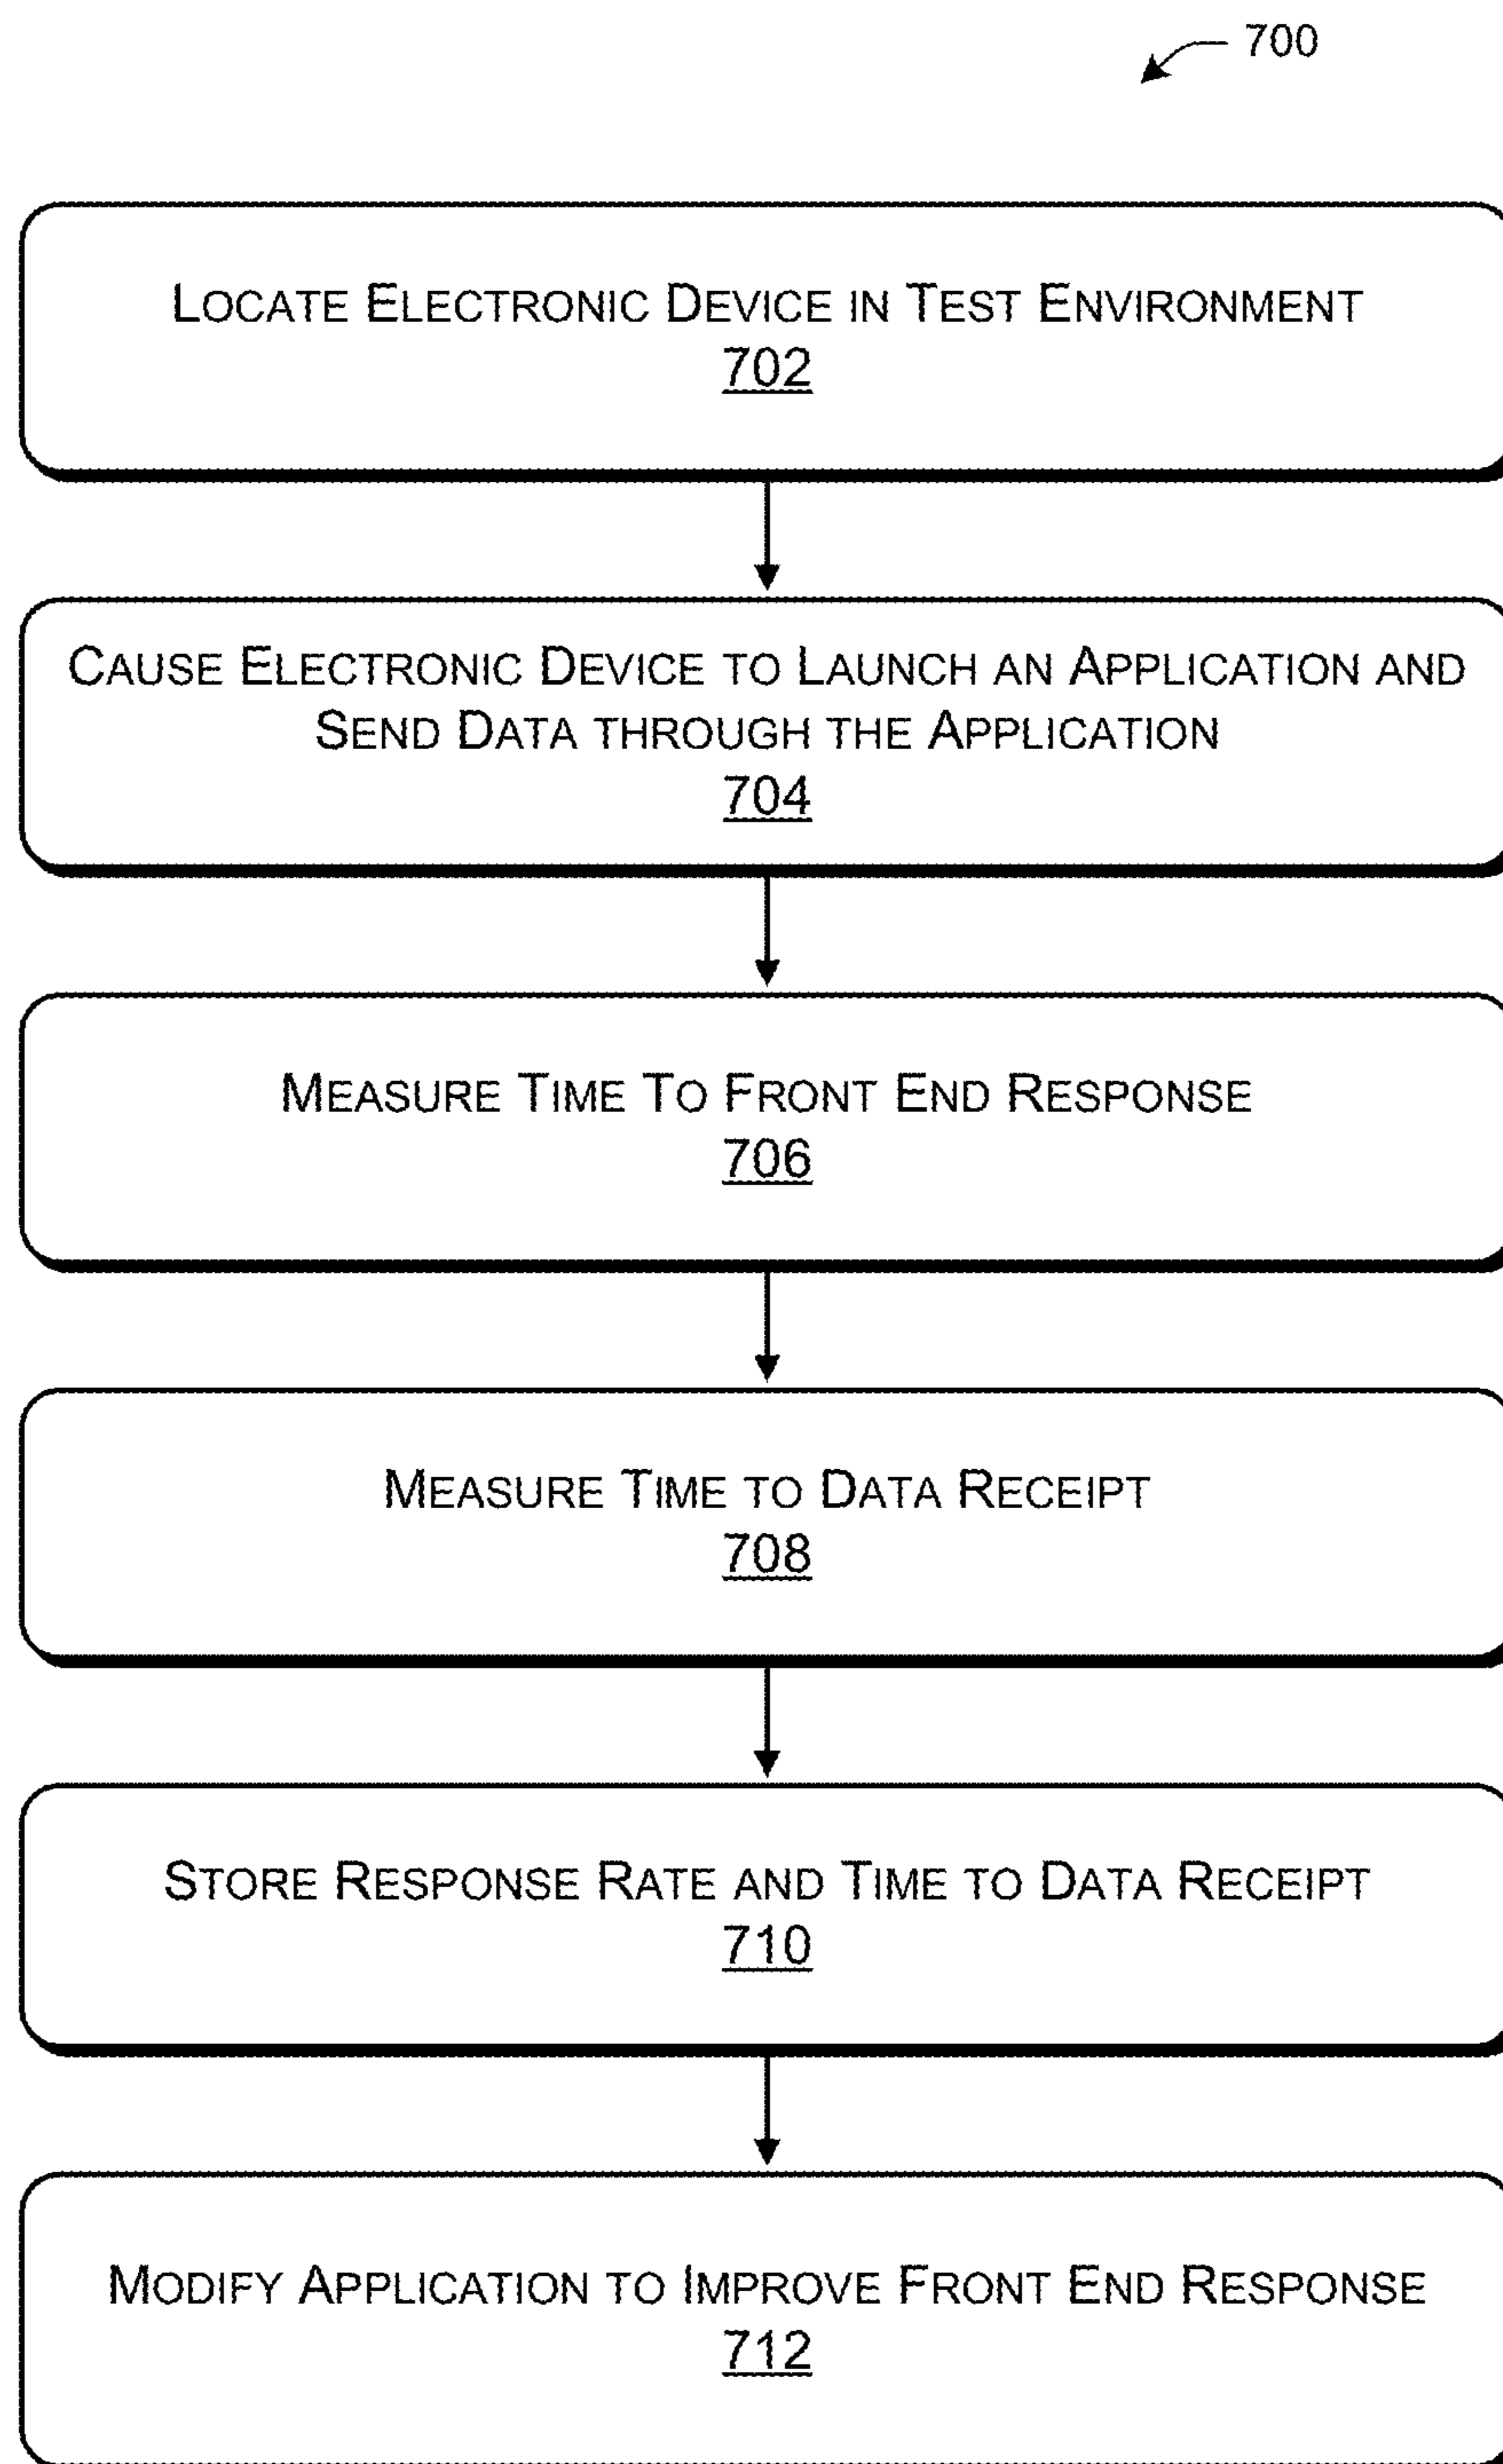 700
LOCATE ELECTRONIC DEVICE IN TEST ENVIRONMENT
702
CAUSE ELECTRONIC DEVICE TO LAUNCH AN APPLICATION AND
SEND DATA THROUGH THE APPLICATION
704
MEASURE TIME TO FRONT END RESPONSE
706
MEASURE TIME TO DATA RECEIPT
708
STORE RESPONSE RATE AND TIME TO DATA RECEIPT
710
MODIFY APPLICATION TO IMPROVE FRONT END RESPONSE
712